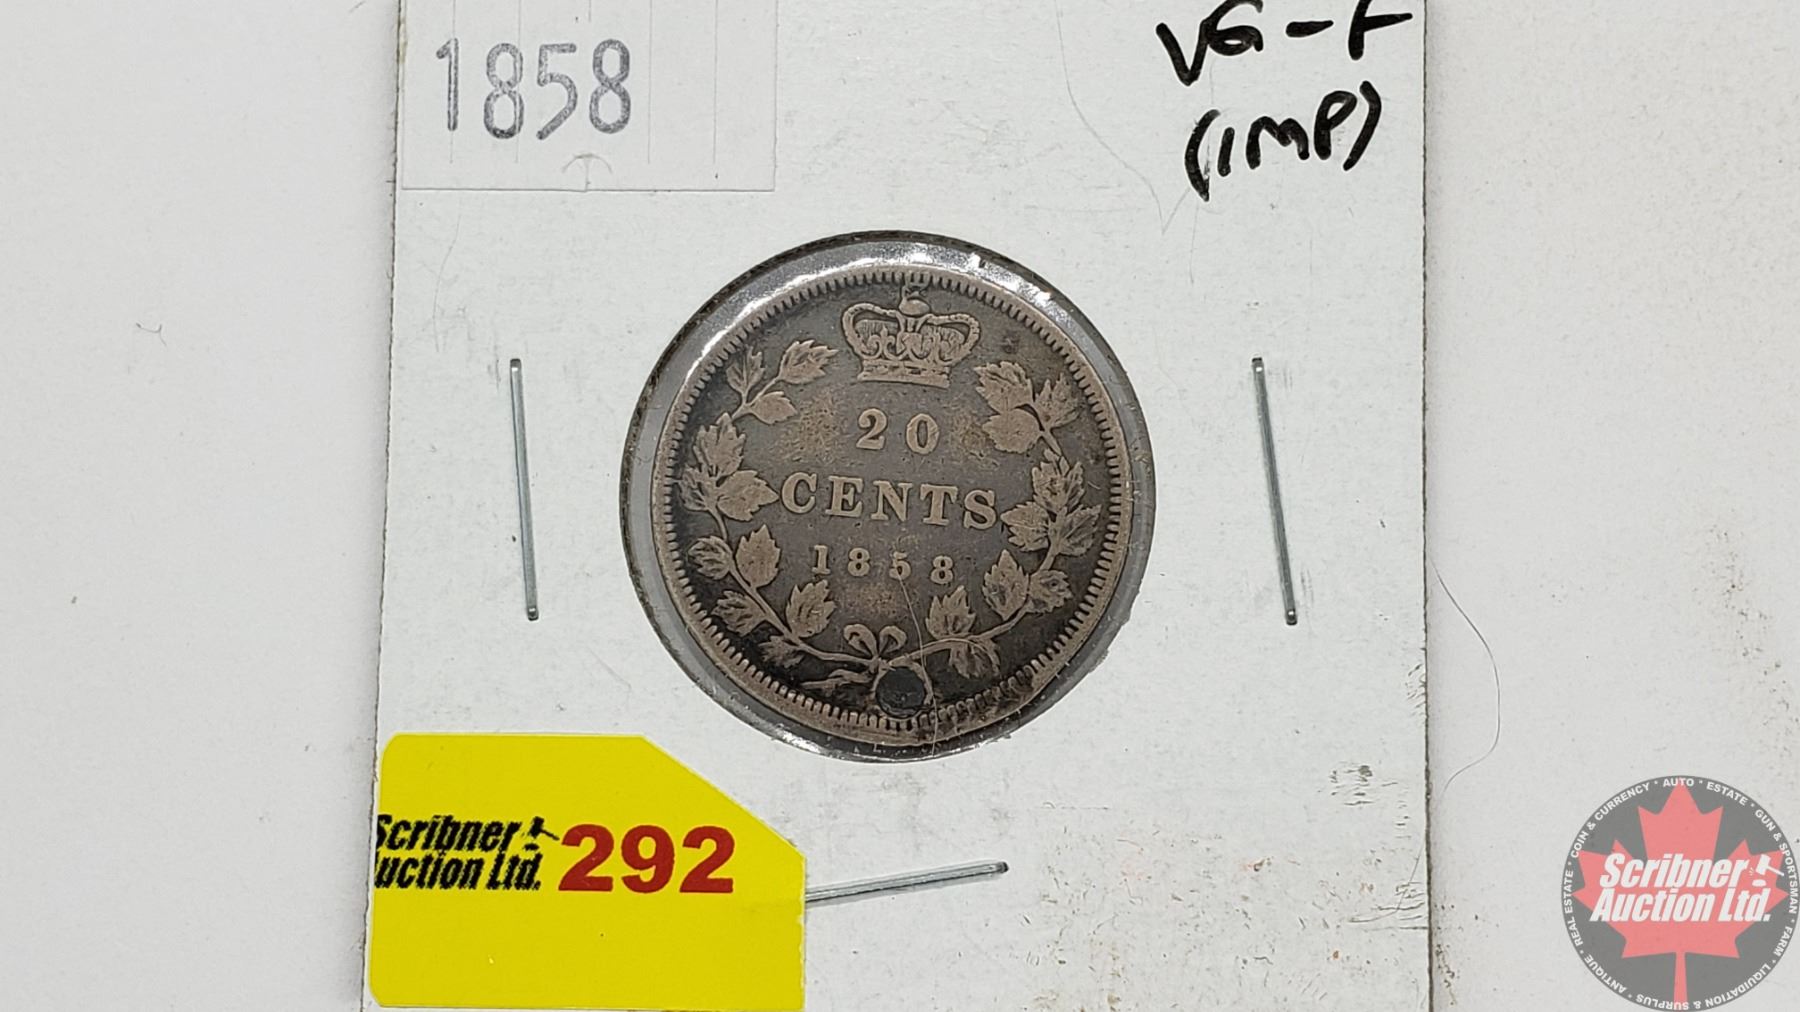 1858
VG-F
(IMP)
20
CENTS
1858
Scribner
Auction Ltd.
292
REAL ESTATE * COIN & CURRENCY * AUTO * ESTATE * GUN & SPORTSMAN * FARM * LIQUIDATION & SURPLUS * ANTIQUE *
Scribner
Auction Ltd.